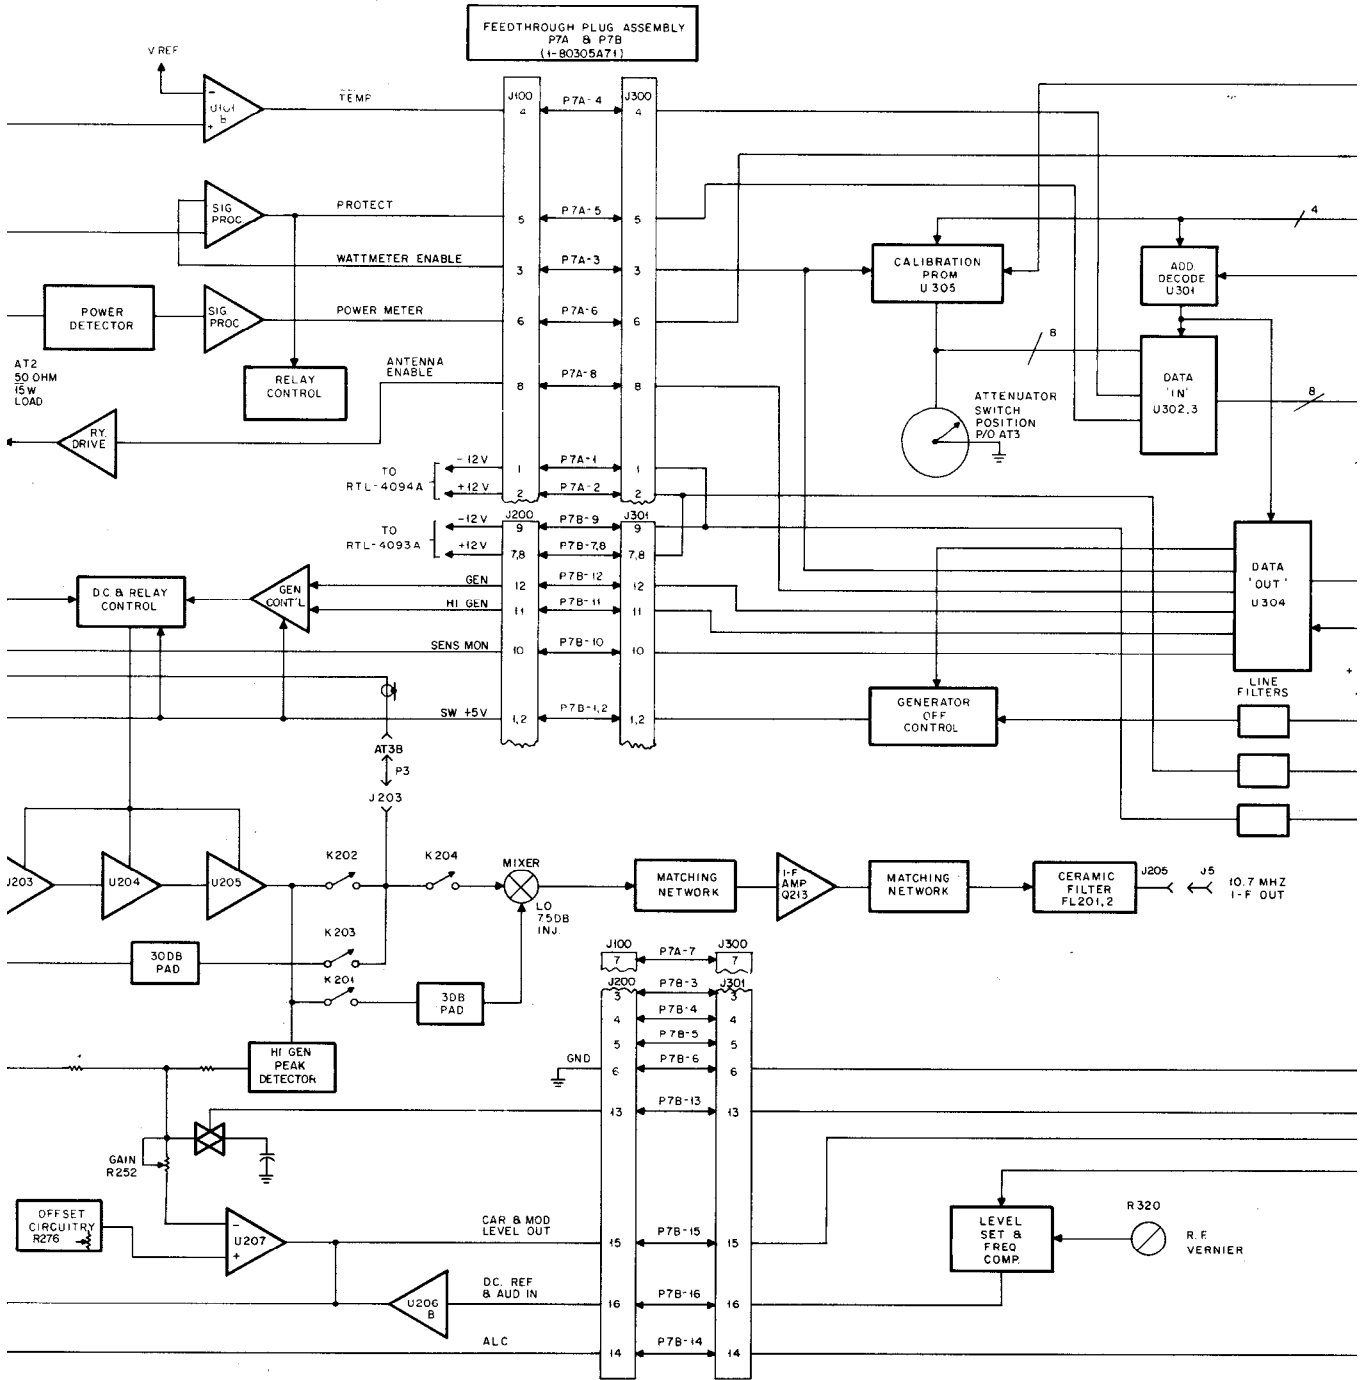 FEEDTHROUGH PLUG ASSEMBLY
P7A & P7B
(1-80305A71)
V REF
U101
B
TEMP
J100
4
P7A-4
J300
4
SIG
PROC.
PROTECT
5
P7A-5
5
WATTMETER ENABLE
3
P7A-3
3
POWER
DETECTOR
SIG
PROC
POWER METER
6
P7A-6
6
AT2
50 OHM
15W
LOAD
RELAY
CONTROL
ANTENNA
ENABLE
8
P7A-8
8
RY.
DRIVE
TO
RTL-4094A
-12V
1
P7A-1
1
+12V
2
P7A-2
2
J200
J301
TO
RTL-4093A
-12V
9
P7B-9
9
+12V
7,8
P7B-7,8
7,8
D.C. & RELAY
CONTROL
GEN
CONT'L
GEN
12
P7B-12
12
HI GEN
11
P7B-11
11
SENS MON
10
P7B-10
10
SW +5V
1,2
P7B-1,2
1,2
CALIBRATION
PROM
U305
4
ADD.
DECODE
U301
8
DATA
'IN'
U302,3
8
ATTENUATOR
SWITCH
POSITION
P/O AT3
DATA
'OUT'
U304
GENERATOR
OFF
CONTROL
LINE
FILTERS
+
AT3B
P3
J203
U203
U204
U205
K202
K204
MIXER
LO
7.5DB
INJ.
MATCHING
NETWORK
I-F
AMP
Q213
MATCHING
NETWORK
CERAMIC
FILTER
FL201,2
J205
J5
10.7 MHZ
I-F OUT
30DB
PAD
K203
K201
3DB
PAD
HI GEN
PEAK
DETECTOR
J100
7
P7A-7
J300
7
J200
3
P7B-3
J301
3
4
P7B-4
4
5
P7B-5
5
GND
6
P7B-6
6
13
P7B-13
13
GAIN
R252
OFFSET
CIRCUITRY
R276
U207
CAR & MOD
LEVEL OUT
15
P7B-15
15
U206
B
D.C. REF
& AUD IN
16
P7B-16
16
ALC
14
P7B-14
14
LEVEL
SET &
FREQ
COMP.
R320
R.F.
VERNIER